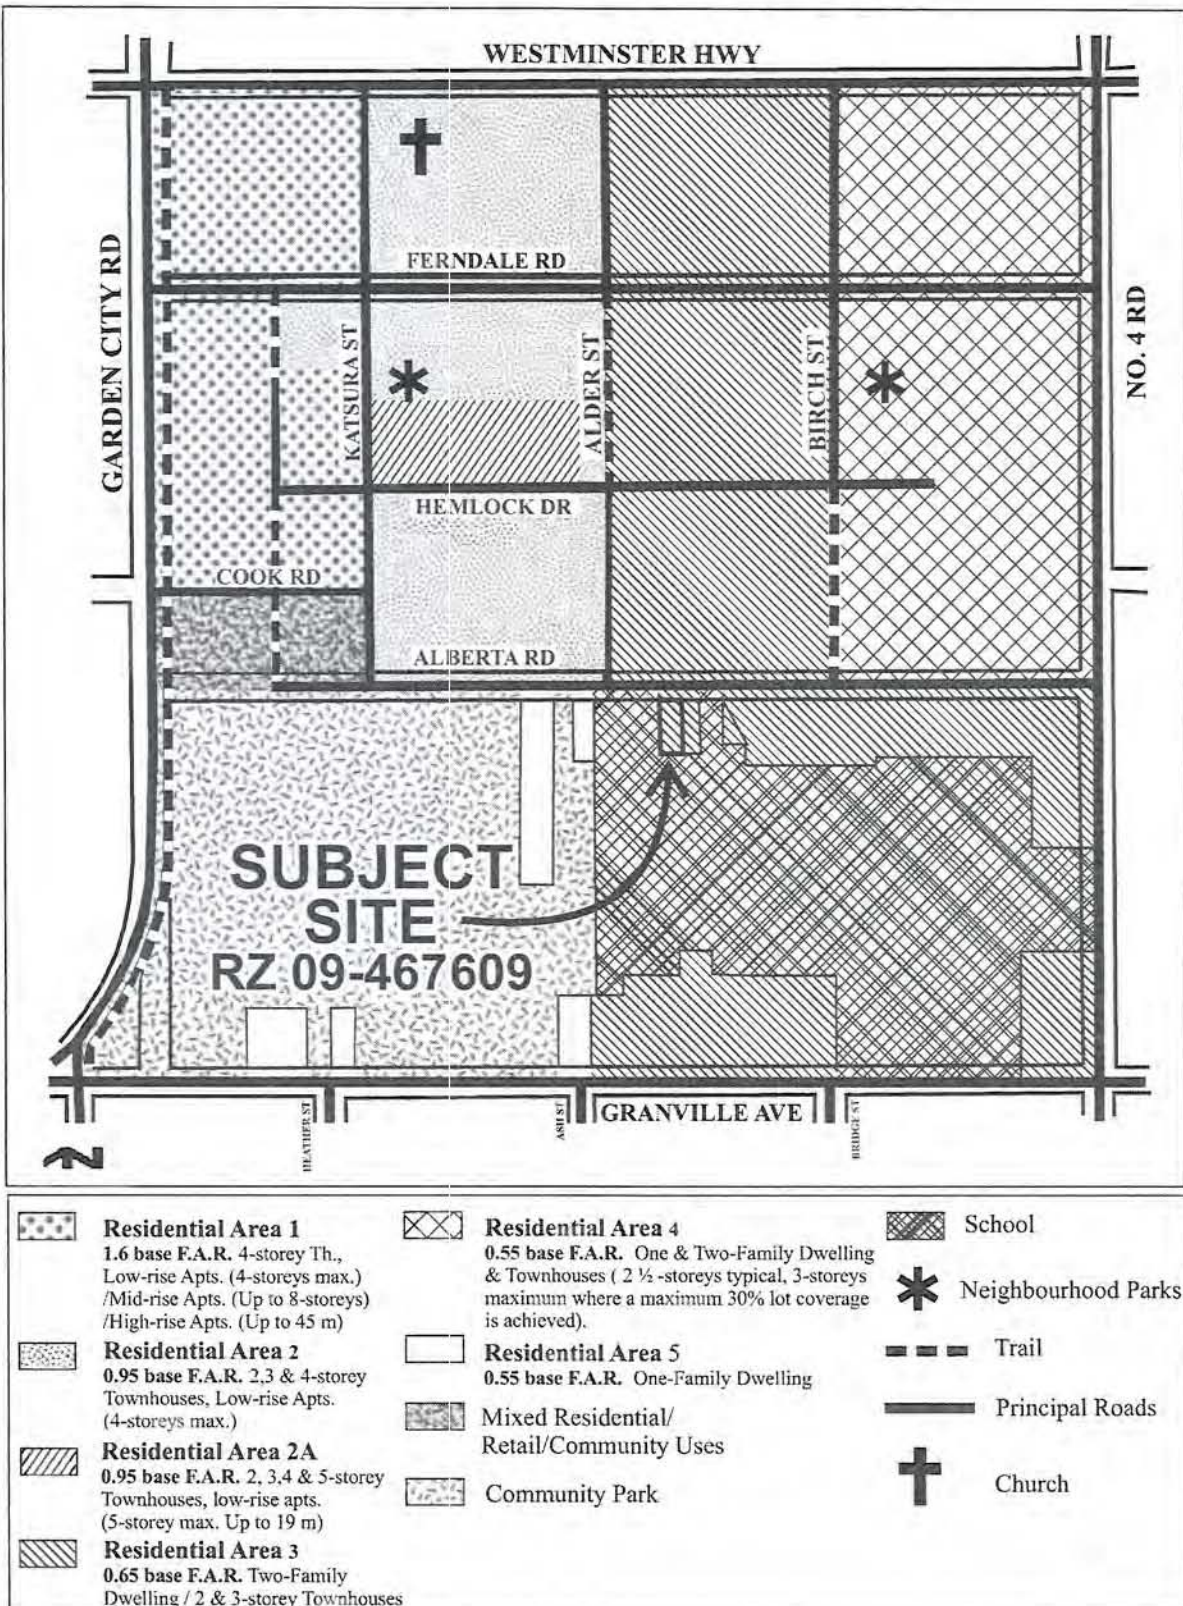 WESTMINSTER HWY
GARDEN CITY RD
FERNDALE RD
NO. 4 RD
KATSURA ST
ALDER ST
BIRCH ST
HEMLOCK DR
COOK RD
ALBERTA RD
SUBJECT
SITE
RZ 09-467609
HEATHER ST
ASH ST
GRANVILLE AVE
BRIDGE ST
Residential Area 1
1.6 base F.A.R. 4-storey Th.,
Low-rise Apts. (4-storeys max.)
/Mid-rise Apts. (Up to 8-storeys)
/High-rise Apts. (Up to 45 m)
Residential Area 2
0.95 base F.A.R. 2,3 & 4-storey
Townhouses, Low-rise Apts.
(4-storeys max.)
Residential Area 2A
0.95 base F.A.R. 2, 3,4 & 5-storey
Townhouses, low-rise apts.
(5-storey max. Up to 19 m)
Residential Area 3
0.65 base F.A.R. Two-Family
Dwelling / 2 & 3-storey Townhouses
Residential Area 4
0.55 base F.A.R. One & Two-Family Dwelling
& Townhouses ( 2 ½ -storeys typical, 3-storeys
maximum where a maximum 30% lot coverage
is achieved).
Residential Area 5
0.55 base F.A.R. One-Family Dwelling
Mixed Residential/
Retail/Community Uses
Community Park
School
Neighbourhood Parks
Trail
Principal Roads
Church